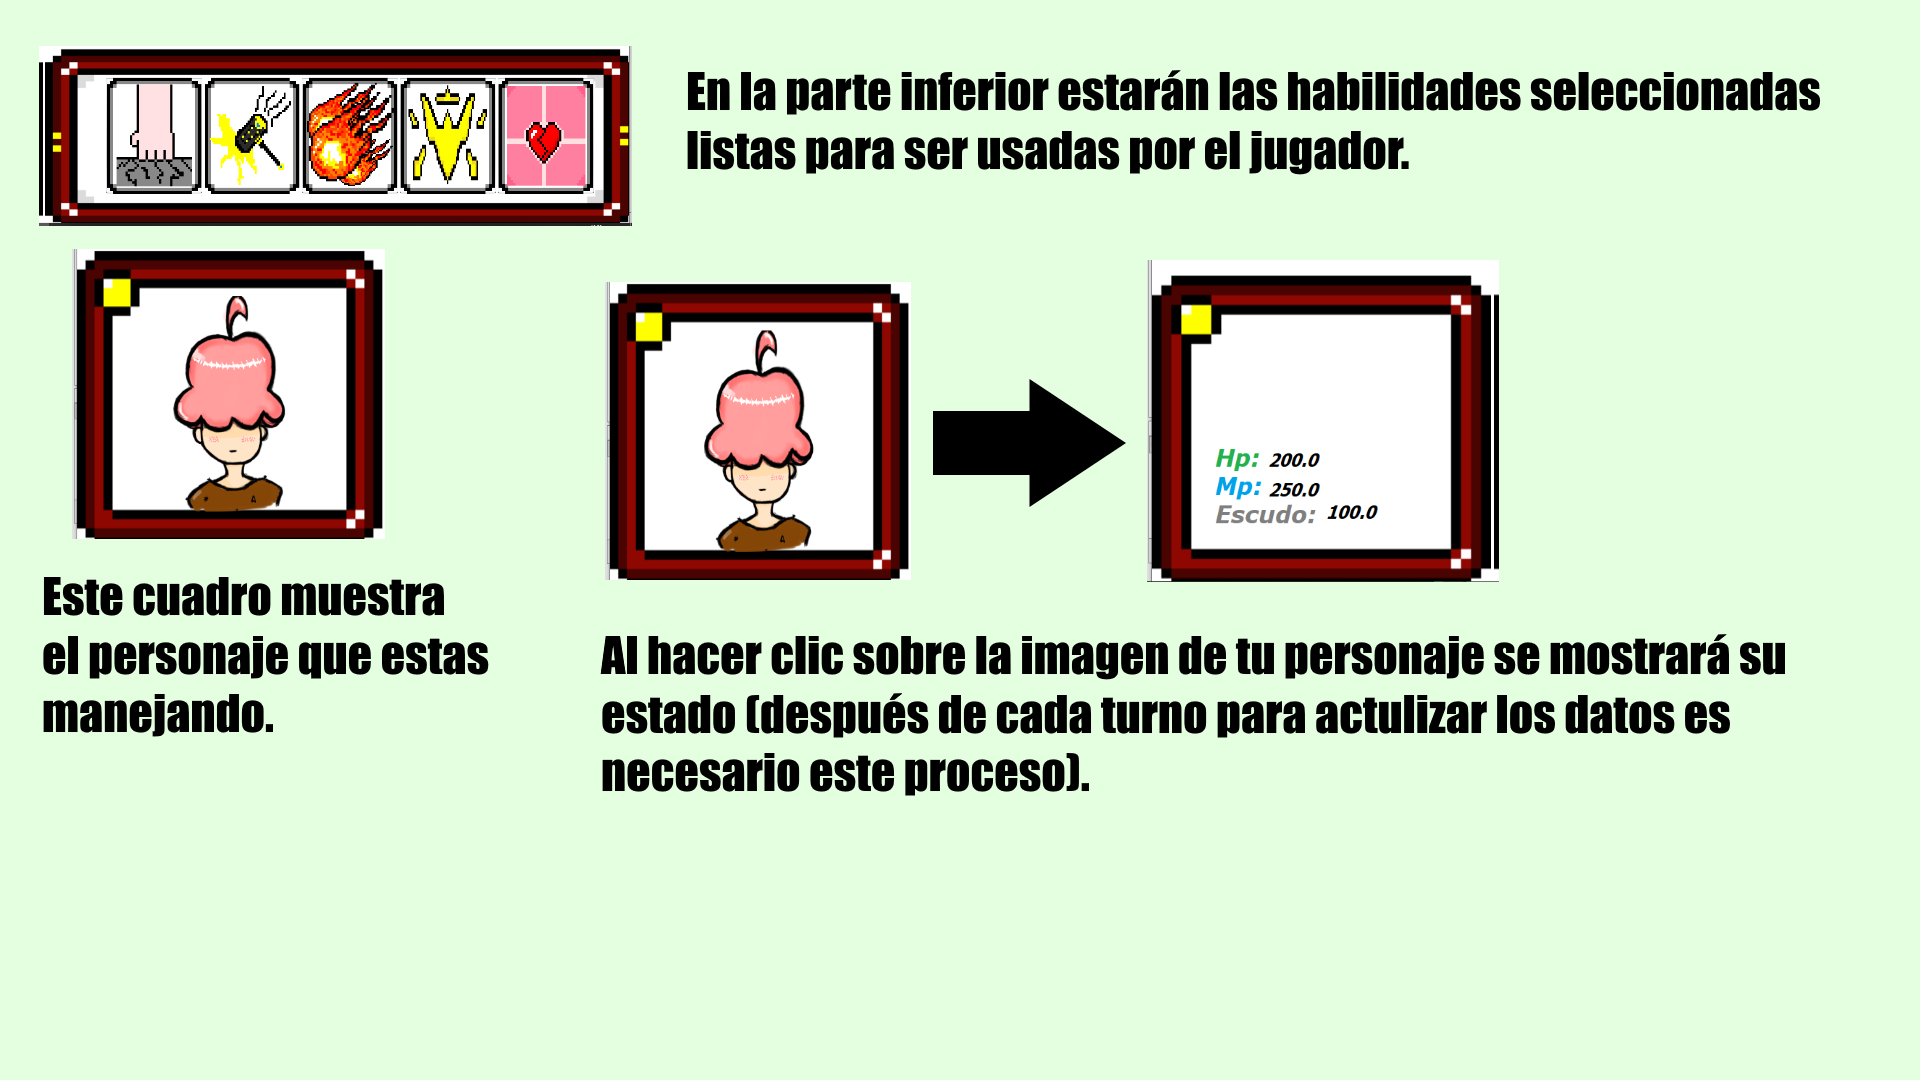 En la parte inferior estarán las habilidades seleccionadas
listas para ser usadas por el jugador.
Hp: 200.0
Mp: 250.0
Escudo: 100.0
Este cuadro muestra
el personaje que estas
manejando.
Al hacer clic sobre la imagen de tu personaje se mostrará su
estado (después de cada turno para actulizar los datos es
necesario este proceso).